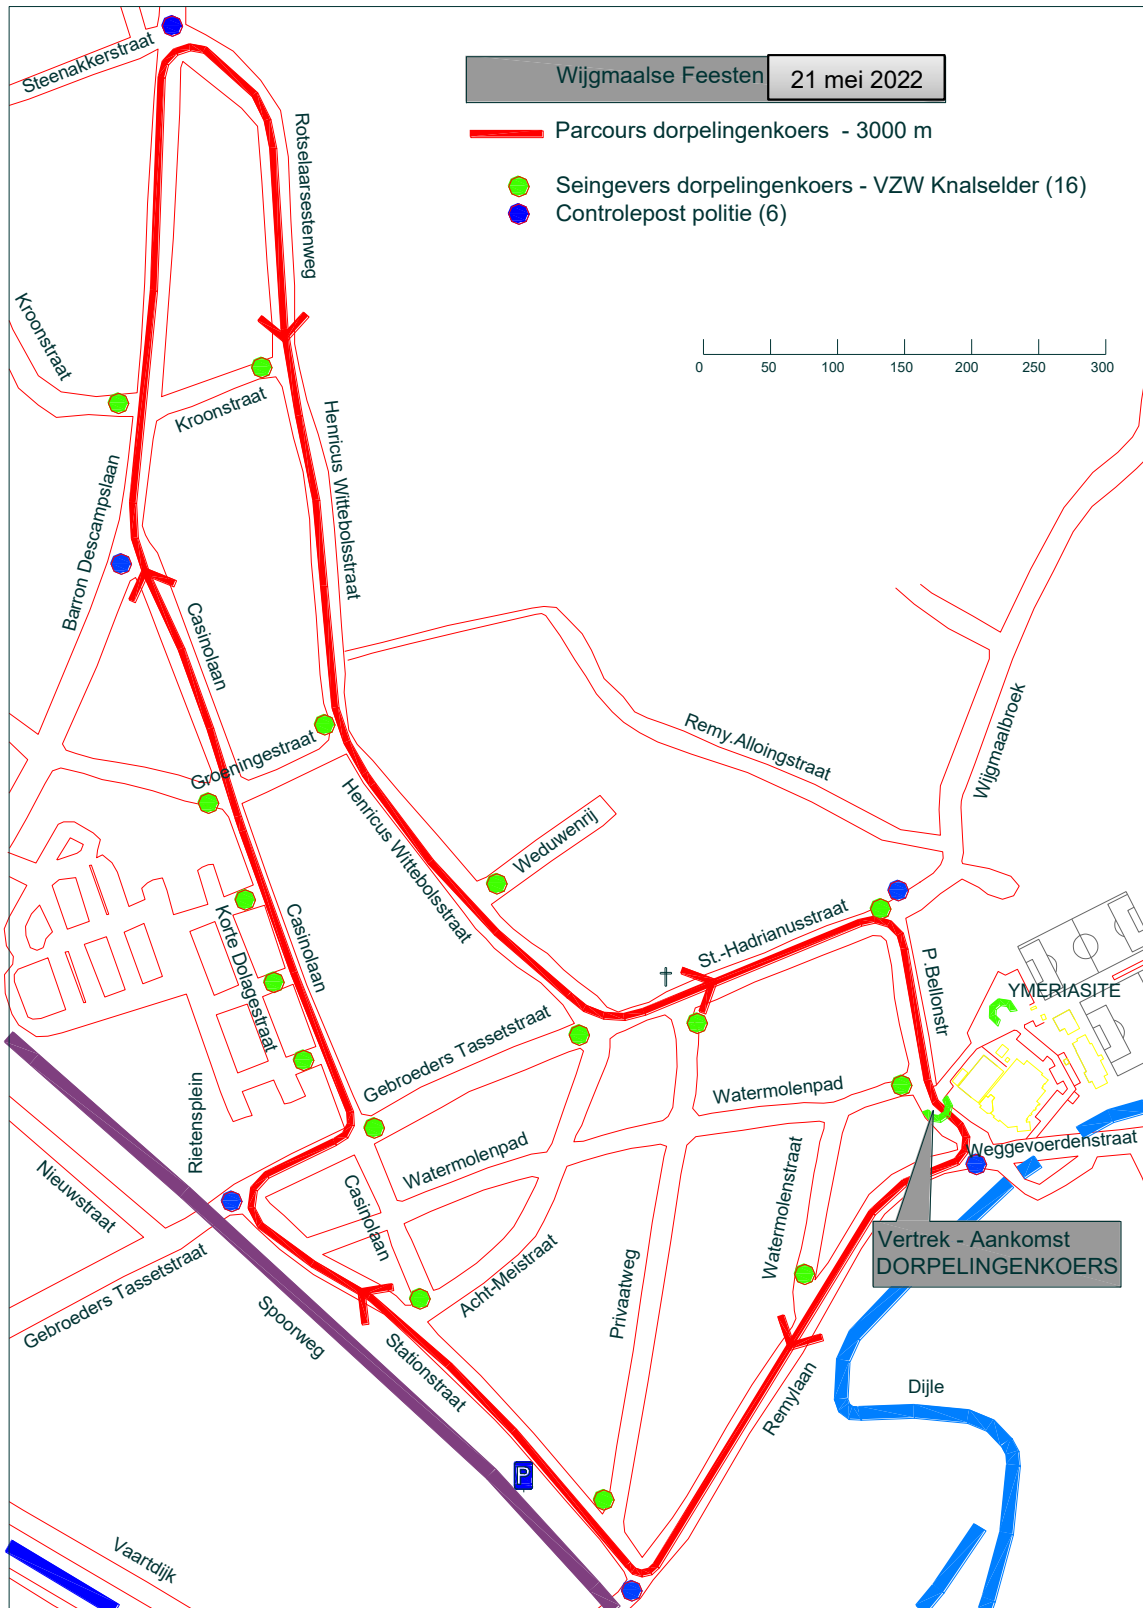 Steenakkerstraat
Wijgmaalse Feesten
21 mei 2022
Parcours dorpelingenkoers - 3000 m
Seingevers dorpelingenkoers - VZW Knalselder (16)
Controlepost politie (6)
Rotselaarsestenweg
Kroonstraat
0 50 100 150 200 250 300
Kroonstraat
Henricus Wittebolsstraat
Barron Descampslaan
Casinolaan
Remy.Alloingstraat
Wijgmaalbroek
Groeningestraat
Henricus Wittebolsstraat
Weduwenrij
Casinolaan
Korte Dolagestraat
St.-Hadrianusstraat
P.Bellonstr
YMERIASITE
Gebroeders Tassetstraat
Watermolenpad
Rietensplein
Watermolenpad
Weggevoerdenstraat
Nieuwstraat
Casinolaan
Watermolenstraat
Vertrek - Aankomst
DORPELINGENKOERS
Gebroeders Tassetstraat
Acht-Meistraat
Privaatweg
Spoorweg
Stationstraat
Remylaan
Dijle
P
Vaartdijk